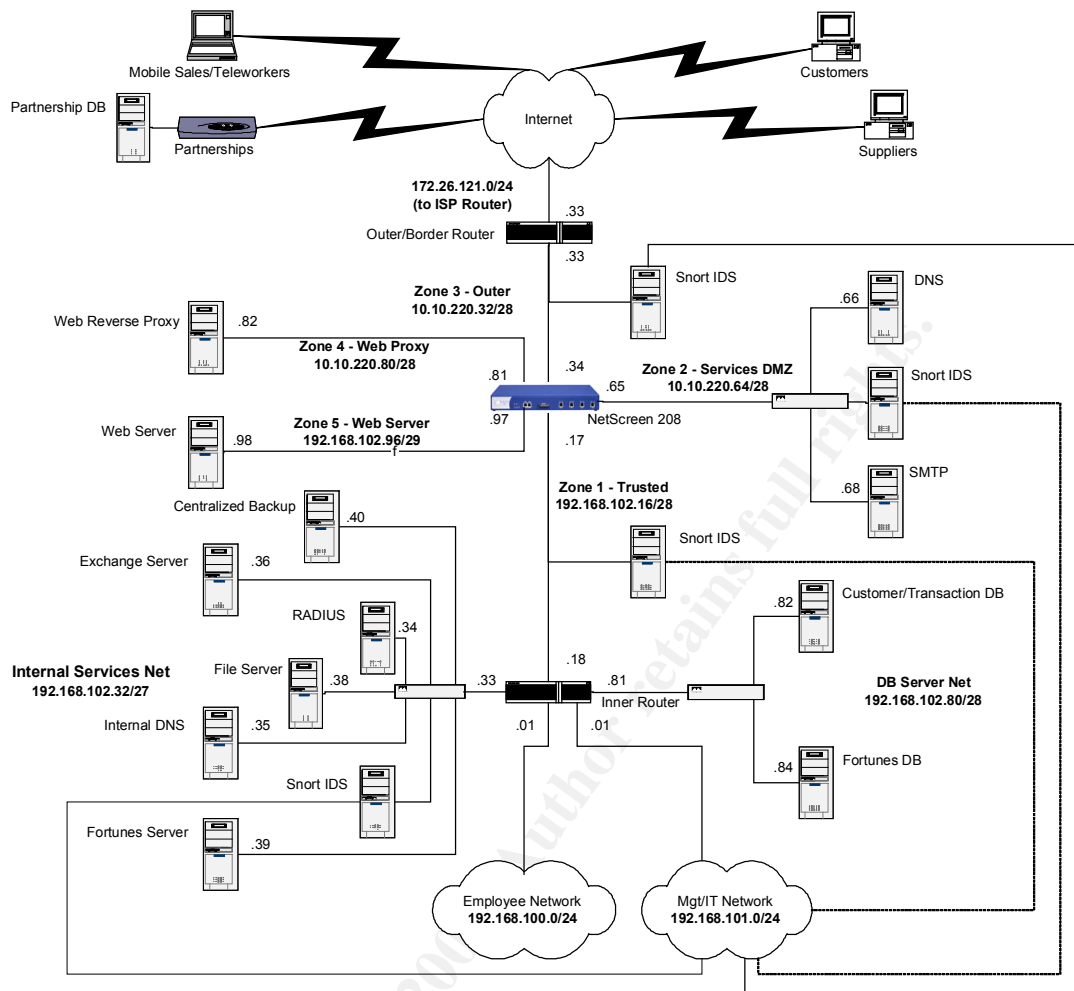 Mobile Sales/Teleworkers
Customers
Partnership DB
Internet
Partnerships
Suppliers
172.26.121.0/24
(to ISP Router)
.33
Outer/Border Router
.33
Snort IDS
DNS
Zone 3 - Outer
10.10.220.32/28
.66
Web Reverse Proxy
.82
Zone 4 - Web Proxy
10.10.220.80/28
.34
Zone 2 - Services DMZ
10.10.220.64/28
Snort IDS
.81
.65
NetScreen 208
.97
Web Server
.98
Zone 5 - Web Server
192.168.102.96/29
f
.17
SMTP
.68
Zone 1 - Trusted
192.168.102.16/28
Centralized Backup
.40
Snort IDS
Exchange Server
.36
Customer/Transaction DB
.82
RADIUS
.34
Internal Services Net
192.168.102.32/27
File Server
.38
.33
.18
.81
Inner Router
DB Server Net
192.168.102.80/28
Internal DNS
.35
.01
.01
Fortunes DB
.84
Snort IDS
Fortunes Server
.39
Employee Network
192.168.100.0/24
Mgt/IT Network
192.168.101.0/24
Author retains full rights.